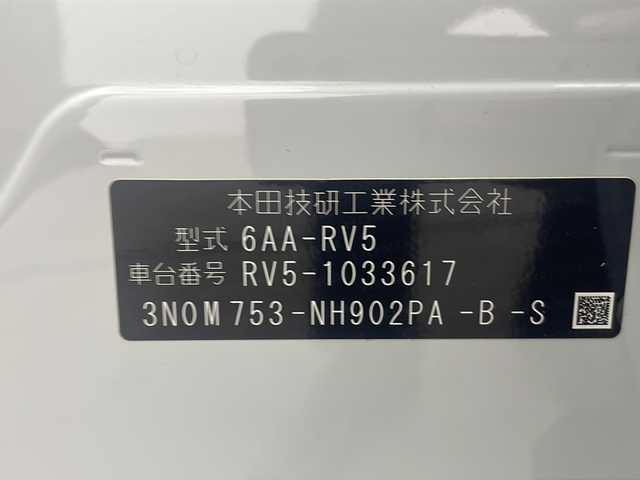 本田技研工業株式会社
型式 6AA-RV5
車台番号 RV5-1033617
3N0M753-NH902PA-B-S